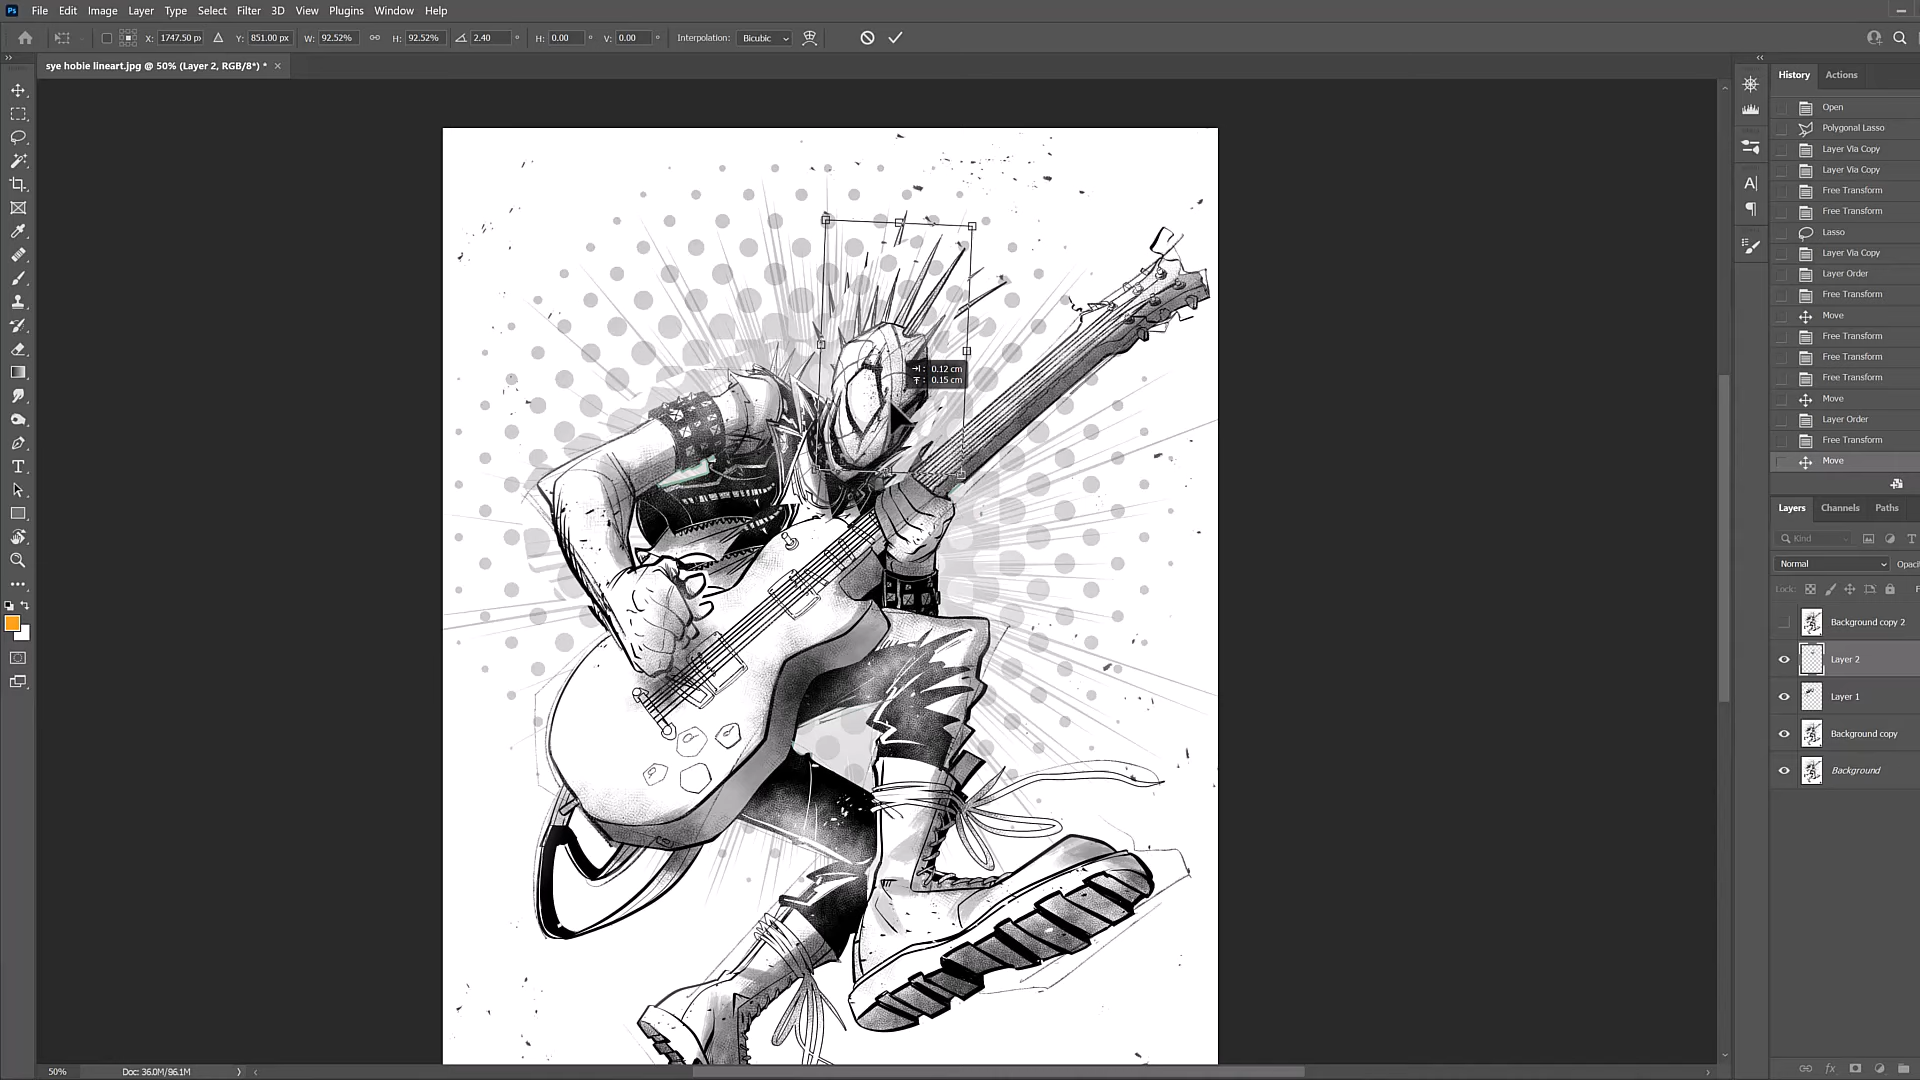 Ps File Edit Image Layer Type Select Filter 3D View Plugins Window Help
X: 1747.50 px Y: 851.00 px W: 92.52% H: 92.52% 2.40 ° H: 0.00 ° V: 0.00 ° Interpolation: Bicubic
sye hobie lineart.jpg @ 50% (Layer 2, RGB/8*) * ×
History Actions
Open
Polygonal Lasso
Layer Via Copy
Layer Via Copy
Free Transform
Free Transform
Lasso
Layer Via Copy
Layer Order
Free Transform
Move
Free Transform
Free Transform
Free Transform
Move
Layer Order
Free Transform
Move
0.12 cm
0.15 cm
Layers Channels Paths
Kind
Normal Opaci
Lock: F
Background copy 2
Layer 2
Layer 1
Background copy
Background
50% Doc: 36.0M/96.1M